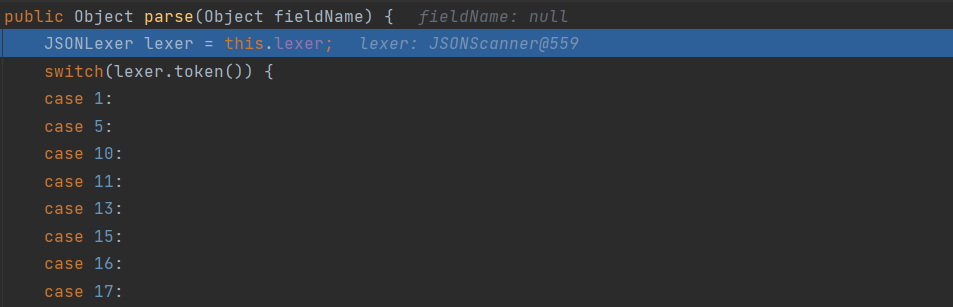 public Object parse(Object fieldName) {  fieldName: null
    JSONLexer lexer = this.lexer;  lexer: JSONScanner@559
    switch(lexer.token()) {
    case 1:
    case 5:
    case 10:
    case 11:
    case 13:
    case 15:
    case 16:
    case 17: